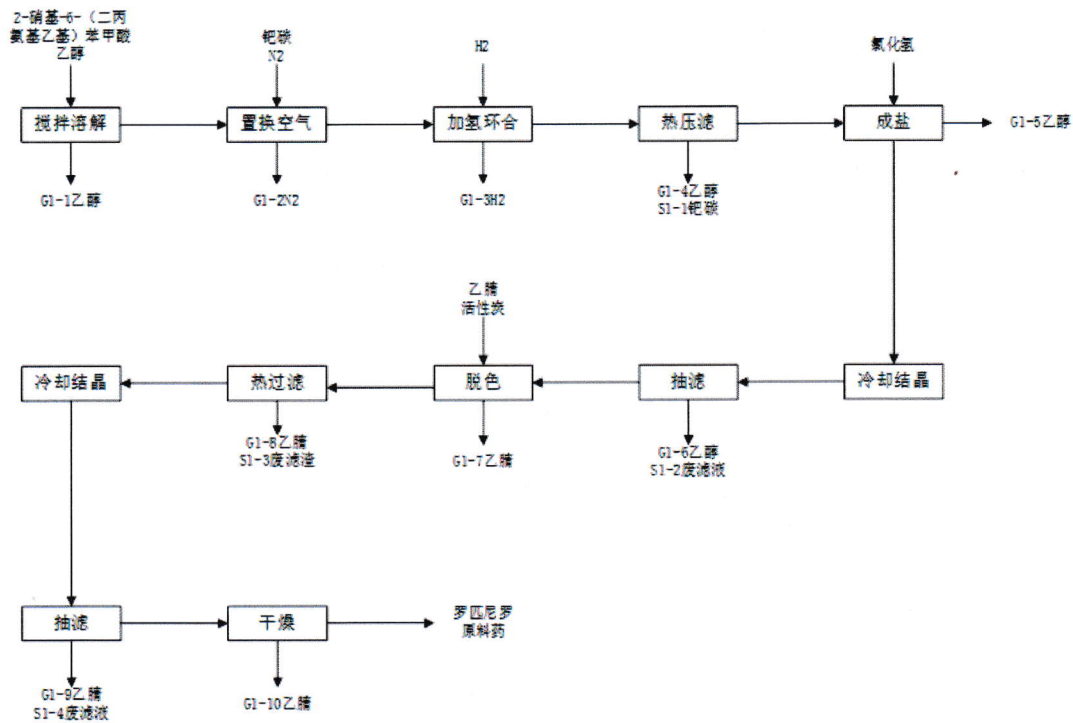 2-硝基-6-（二丙
氨基乙基）苯甲酸
乙醇
钯碳
N2
H2
氯化氢
搅拌溶解
置换空气
加氢环合
热压滤
成盐
G1-5乙醇
G1-1乙醇
G1-2N2
G1-3H2
G1-4乙醇
S1-1钯碳
乙腈
活性炭
冷却结晶
热过滤
脱色
抽滤
冷却结晶
G1-8乙腈
S1-3废滤渣
G1-7乙腈
G1-6乙醇
S1-2废滤液
抽滤
干燥
罗匹尼罗
原料药
G1-9乙腈
S1-4废滤液
G1-10乙腈